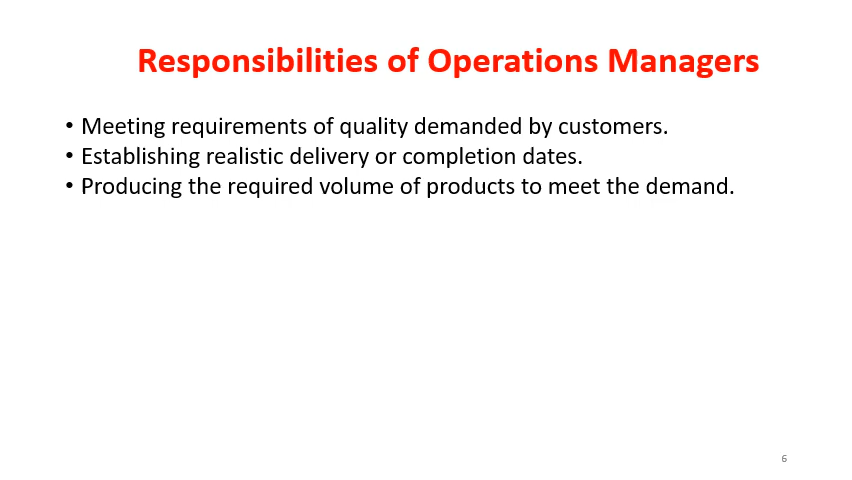 Responsibilities of Operations Managers
• Meeting requirements of quality demanded by customers.
• Establishing realistic delivery or completion dates.
• Producing the required volume of products to meet the demand.
6